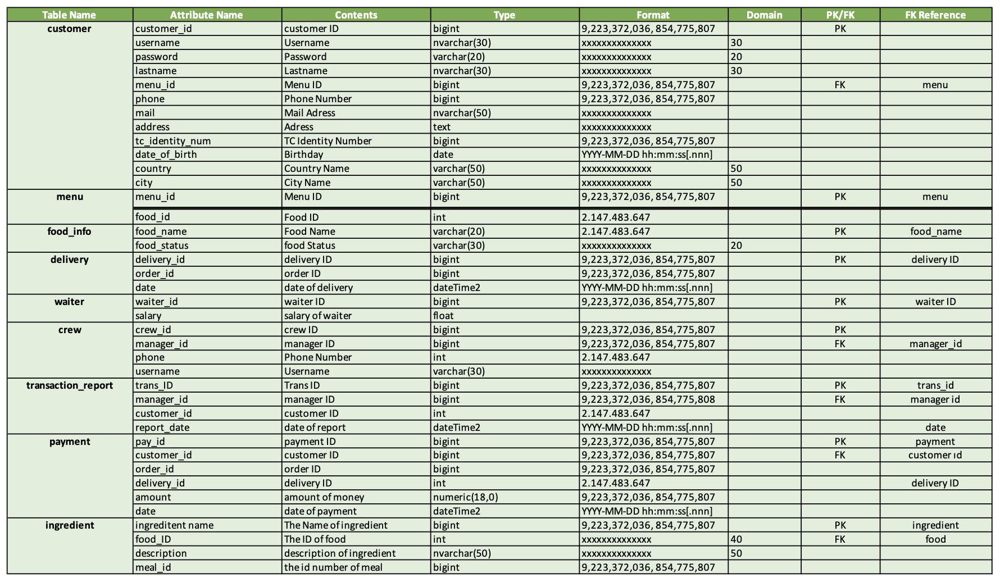 Table Name Attribute Name Contents Type Format Domain PK/FK FK Reference
customer customer_id customer ID bigint 9,223,372,036, 854,775,807 PK
username Username nvarchar(30) xxxxxxxxxxxxxx 30
password Password varchar(20) xxxxxxxxxxxxxx 20
lastname Lastname nvarchar(30) xxxxxxxxxxxxxx 30
menu_id Menu ID bigint 9,223,372,036, 854,775,807 FK menu
phone Phone Number bigint 9,223,372,036, 854,775,807
mail Mail Adress nvarchar(50) xxxxxxxxxxxxxx
address Adress text xxxxxxxxxxxxxx
tc_identity_num TC Identity Number bigint 9,223,372,036, 854,775,807
date_of_birth Birthday date YYYY-MM-DD hh:mm:ss[.nnn]
country Country Name varchar(50) xxxxxxxxxxxxxx 50
city City Name varchar(50) xxxxxxxxxxxxxx 50
menu menu_id Menu ID bigint 9,223,372,036, 854,775,807 PK menu
food_id Food ID int 2.147.483.647
food_info food_name Food Name varchar(20) 2.147.483.647 PK food_name
food_status food Status varchar(30) xxxxxxxxxxxxxx 20
delivery delivery_id delivery ID bigint 9,223,372,036, 854,775,807 PK delivery ID
order_id order ID bigint 9,223,372,036, 854,775,807
date date of delivery dateTime2 YYYY-MM-DD hh:mm:ss[.nnn]
waiter waiter_id waiter ID bigint 9,223,372,036, 854,775,807 PK waiter ID
salary salary of waiter float
crew crew_id crew ID bigint 9,223,372,036, 854,775,807 PK
manager_id manager ID bigint 9,223,372,036, 854,775,807 FK manager_id
phone Phone Number int 2.147.483.647
username Username varchar(30) xxxxxxxxxxxxxx
transaction_report trans_ID Trans ID bigint 9,223,372,036, 854,775,807 PK trans_id
manager_id manager ID bigint 9,223,372,036, 854,775,808 FK manager id
customer_id customer ID int 2.147.483.647
report_date date of report dateTime2 YYYY-MM-DD hh:mm:ss[.nnn] date
payment pay_id payment ID bigint 9,223,372,036, 854,775,807 PK payment
customer_id customer ID bigint 9,223,372,036, 854,775,807 FK customer ıd
order_id order ID bigint 9,223,372,036, 854,775,807
delivery_id delivery ID int 2.147.483.647 delivery ID
amount amount of money numeric(18,0) 9,223,372,036, 854,775,807
date date of payment dateTime2 YYYY-MM-DD hh:mm:ss[.nnn]
ingredient ingreditent name The Name of ingredient bigint 9,223,372,036, 854,775,807 PK ingredient
food_ID The ID of food int xxxxxxxxxxxxxx 40 FK food
description description of ingredient nvarchar(50) xxxxxxxxxxxxxx 50
meal_id the id number of meal bigint 9,223,372,036, 854,775,807